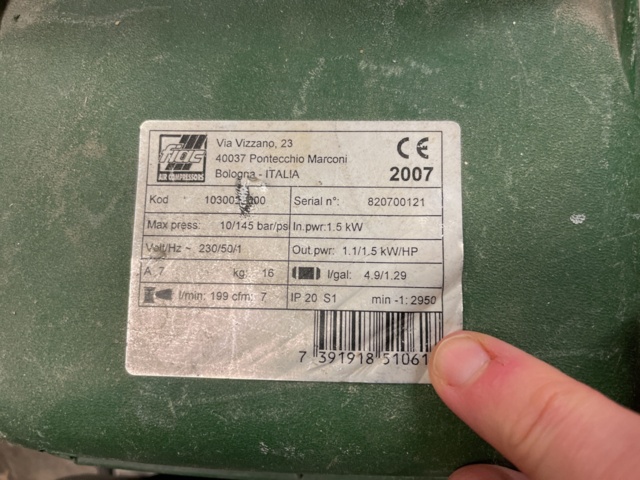 fiac
AIR COMPRESSORS
Via Vizzano, 23
40037 Pontecchio Marconi
Bologna - ITALIA
CE
2007
Kod
Serial n°: 820700121
Max press: 10/145 bar/ps In.pwr:1.5 kW
Volt/Hz ~ 230/50/1 Out.pwr: 1.1/1.5 kW/HP
A 7 kg: 16 l/gal: 4.9/1.29
l/min: 199 cfm: 7 IP 20 S1 min -1: 2950
7 391918 51061